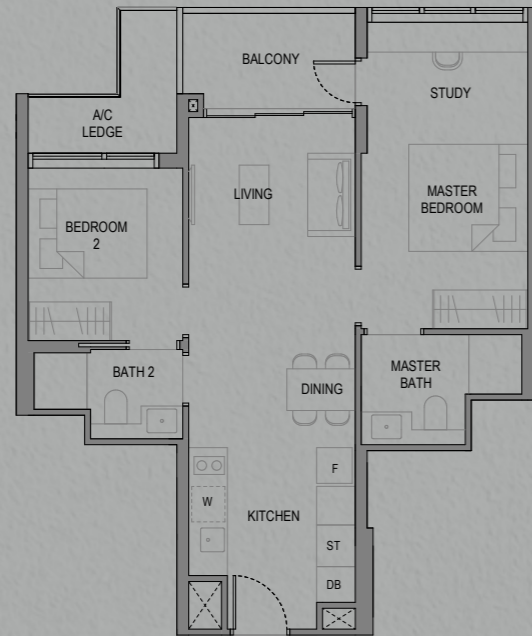 BALCONY
STUDY
A/C
LEDGE
LIVING
MASTER
BEDROOM
BEDROOM
2
BATH 2
MASTER
BATH
DINING
F
W
KITCHEN
ST
DB